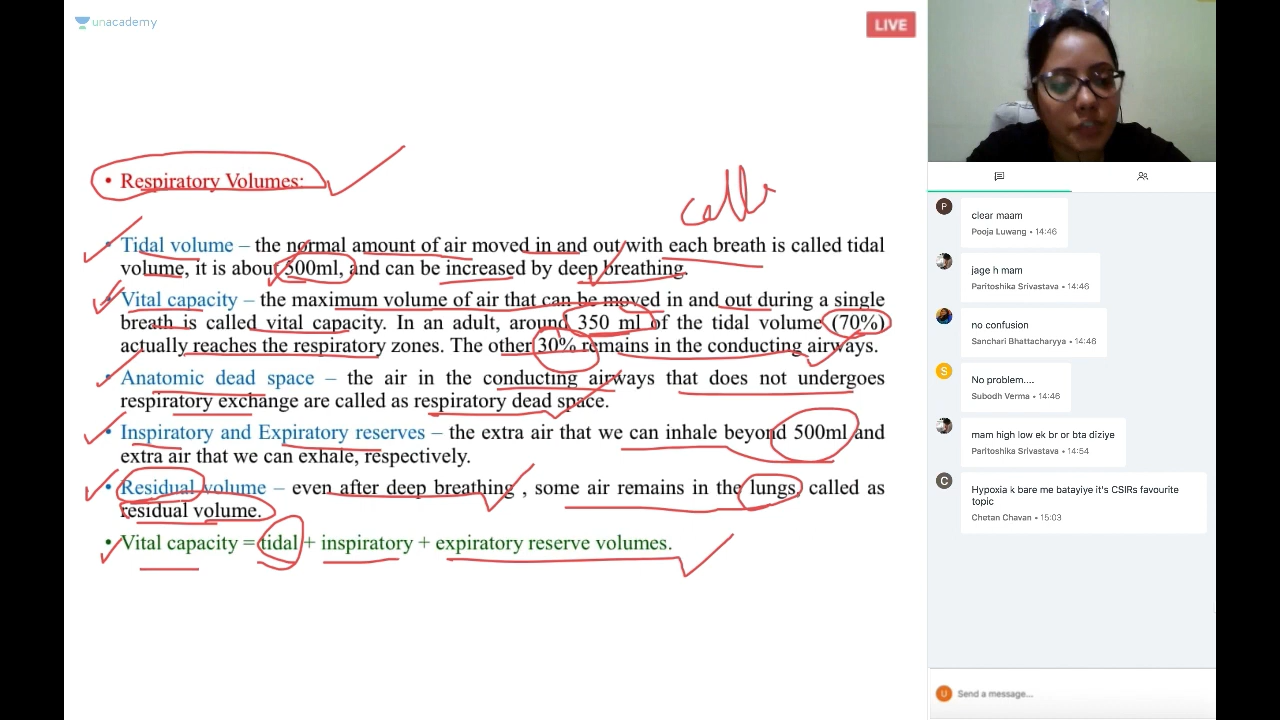 unacademy
LIVE
• Respiratory Volumes:
• Tidal volume – the normal amount of air moved in and out with each breath is called tidal
volume, it is about 500ml, and can be increased by deep breathing.
• Vital capacity – the maximum volume of air that can be moved in and out during a single
breath is called vital capacity. In an adult, around 350 ml of the tidal volume (70%)
actually reaches the respiratory zones. The other 30% remains in the conducting airways.
• Anatomic dead space – the air in the conducting airways that does not undergoes
respiratory exchange are called as respiratory dead space.
• Inspiratory and Expiratory reserves – the extra air that we can inhale beyond 500ml and
extra air that we can exhale, respectively.
• Residual volume – even after deep breathing , some air remains in the lungs, called as
residual volume.
• Vital capacity = tidal + inspiratory + expiratory reserve volumes.
P
clear maam
Pooja Luwang • 14:46
jage h mam
Paritoshika Srivastava • 14:46
no confusion
Sanchari Bhattacharyya • 14:46
S
No problem....
Subodh Verma • 14:46
mam high low ek br or bta diziye
Paritoshika Srivastava • 14:54
C
Hypoxia k bare me batayiye it's CSIRs favourite
topic
Chetan Chavan • 15:03
U
Send a message...